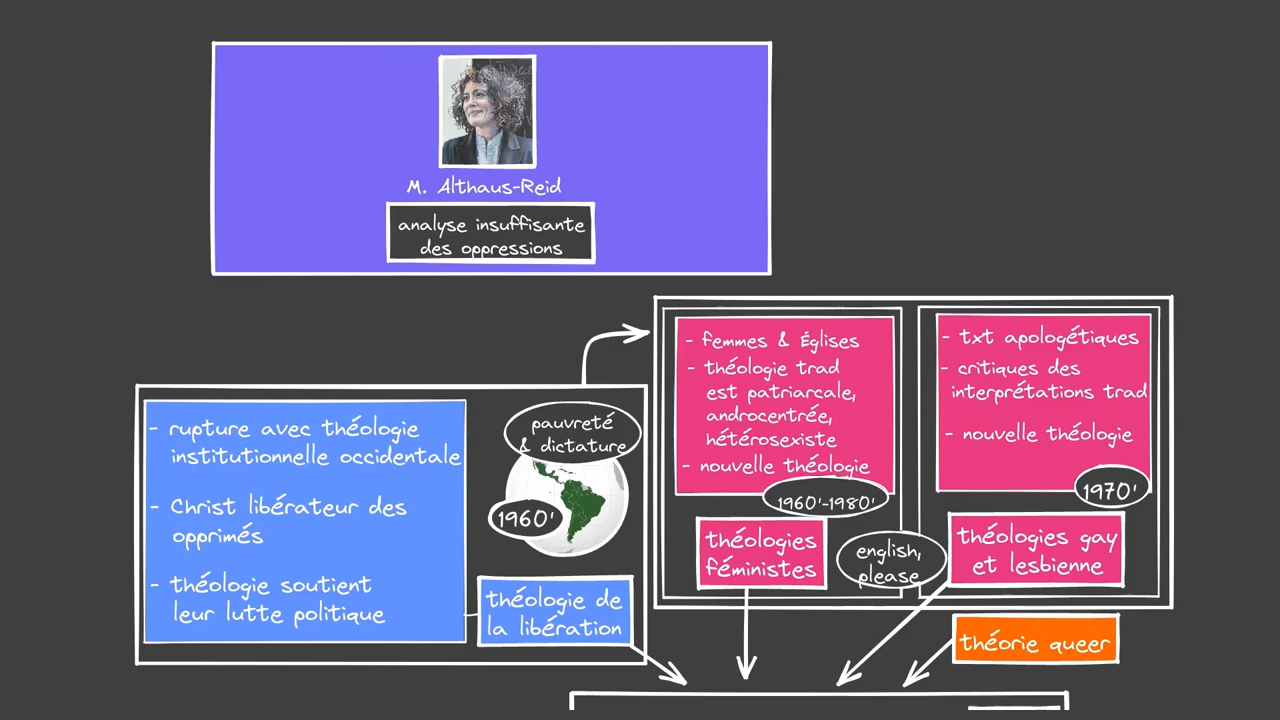 M. Althaus-Reid
analyse insuffisante
des oppressions
- rupture avec théologie
institutionnelle occidentale
- Christ libérateur des
opprimés
- théologie soutient
leur lutte politique
pauvreté
& dictature
1960'
théologie de
la libération
- femmes & Églises
- théologie trad
est patriarcale,
androcentrée,
hétérosexiste
- nouvelle théologie
1960'-1980'
théologies
féministes
english,
please
- txt apologétiques
- critiques des
interprétations trad
- nouvelle théologie
1970'
théologies gay
et lesbienne
théorie queer